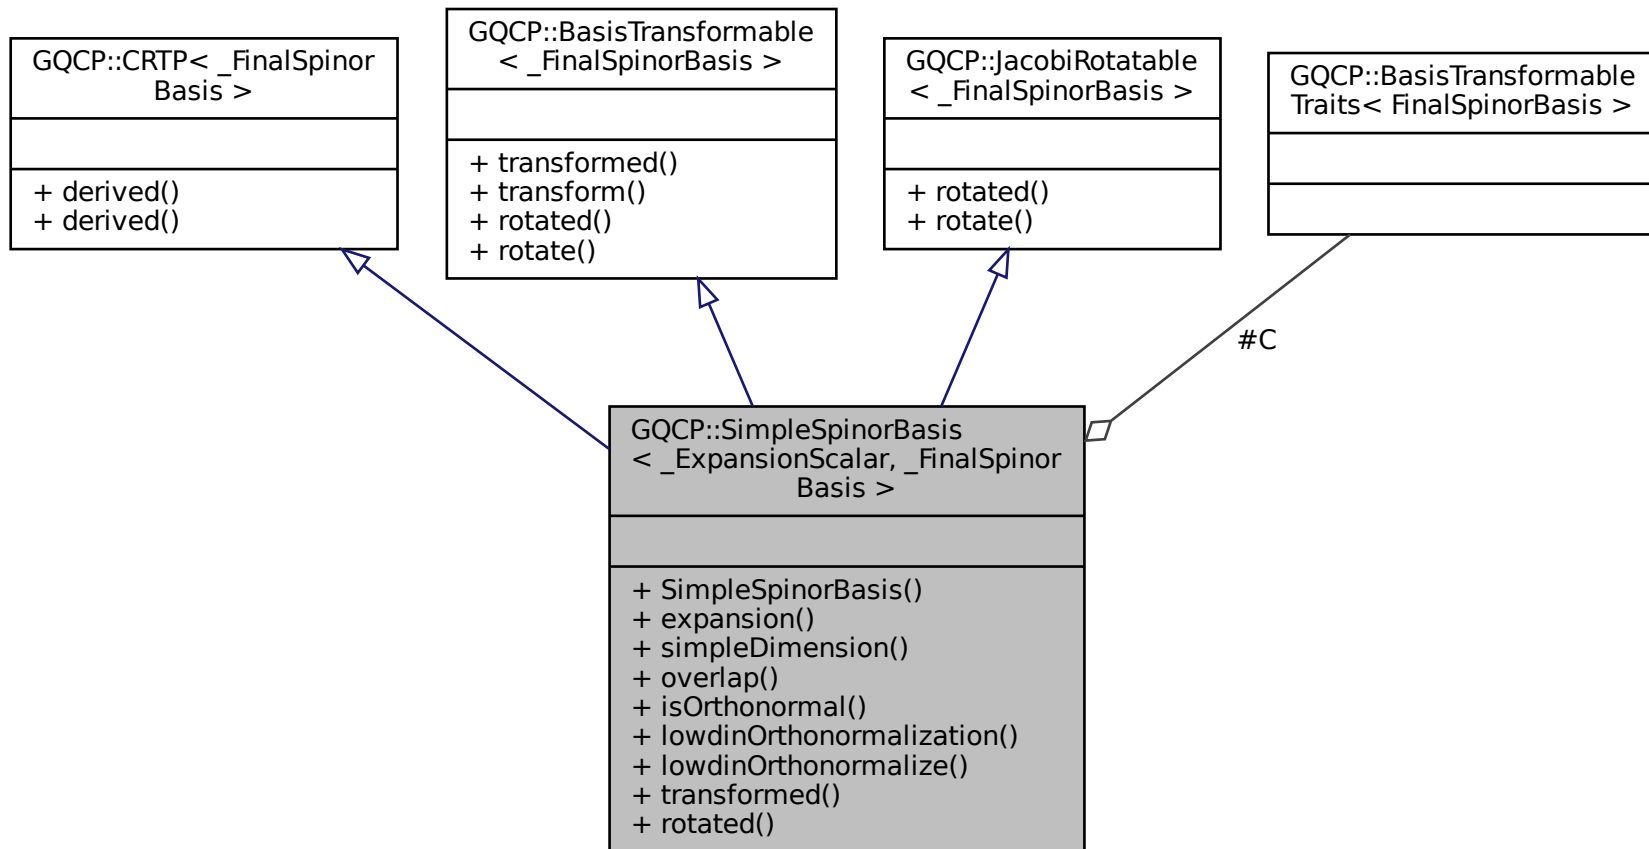 GQCP::CRTP< _FinalSpinor
Basis >
+ derived()
+ derived()
GQCP::BasisTransformable
< _FinalSpinorBasis >
+ transformed()
+ transform()
+ rotated()
+ rotate()
GQCP::JacobiRotatable
< _FinalSpinorBasis >
+ rotated()
+ rotate()
GQCP::BasisTransformable
Traits< FinalSpinorBasis >
#C
GQCP::SimpleSpinorBasis
< _ExpansionScalar, _FinalSpinor
Basis >
+ SimpleSpinorBasis()
+ expansion()
+ simpleDimension()
+ overlap()
+ isOrthonormal()
+ lowdinOrthonormalization()
+ lowdinOrthonormalize()
+ transformed()
+ rotated()